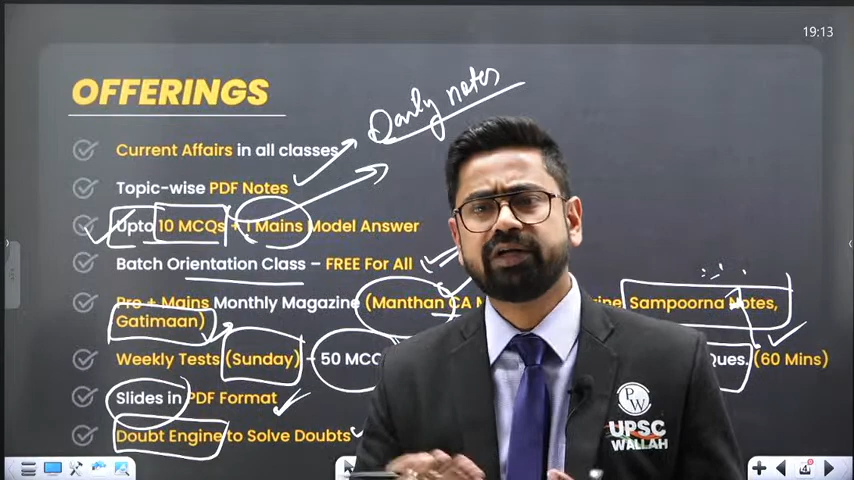 19:13
OFFERINGS
Daily notes
Current Affairs in all classes
Topic-wise PDF Notes
Upto 10 MCQs + 1 Mains Model Answer
Batch Orientation Class – FREE For All
Pre + Mains Monthly Magazine (Manthan CA Sampoorna Notes,
Gatimaan)
Weekly Tests (Sunday) - 50 MCQ Ques. (60 Mins)
Slides in PDF Format
Doubt Engine to Solve Doubts
PW
UPSC
WALLAH